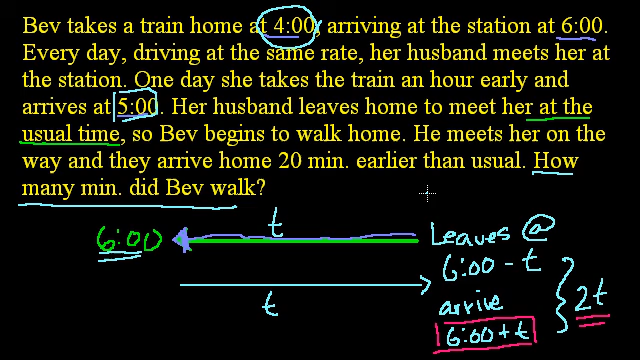 Bev takes a train home at 4:00, arriving at the station at 6:00.
Every day, driving at the same rate, her husband meets her at
the station. One day she takes the train an hour early and
arrives at 5:00. Her husband leaves home to meet her at the
usual time, so Bev begins to walk home. He meets her on the
way and they arrive home 20 min. earlier than usual. How
many min. did Bev walk?
t
6:00
Leaves @
6:00 - t
t
arrive
2t
6:00 + t